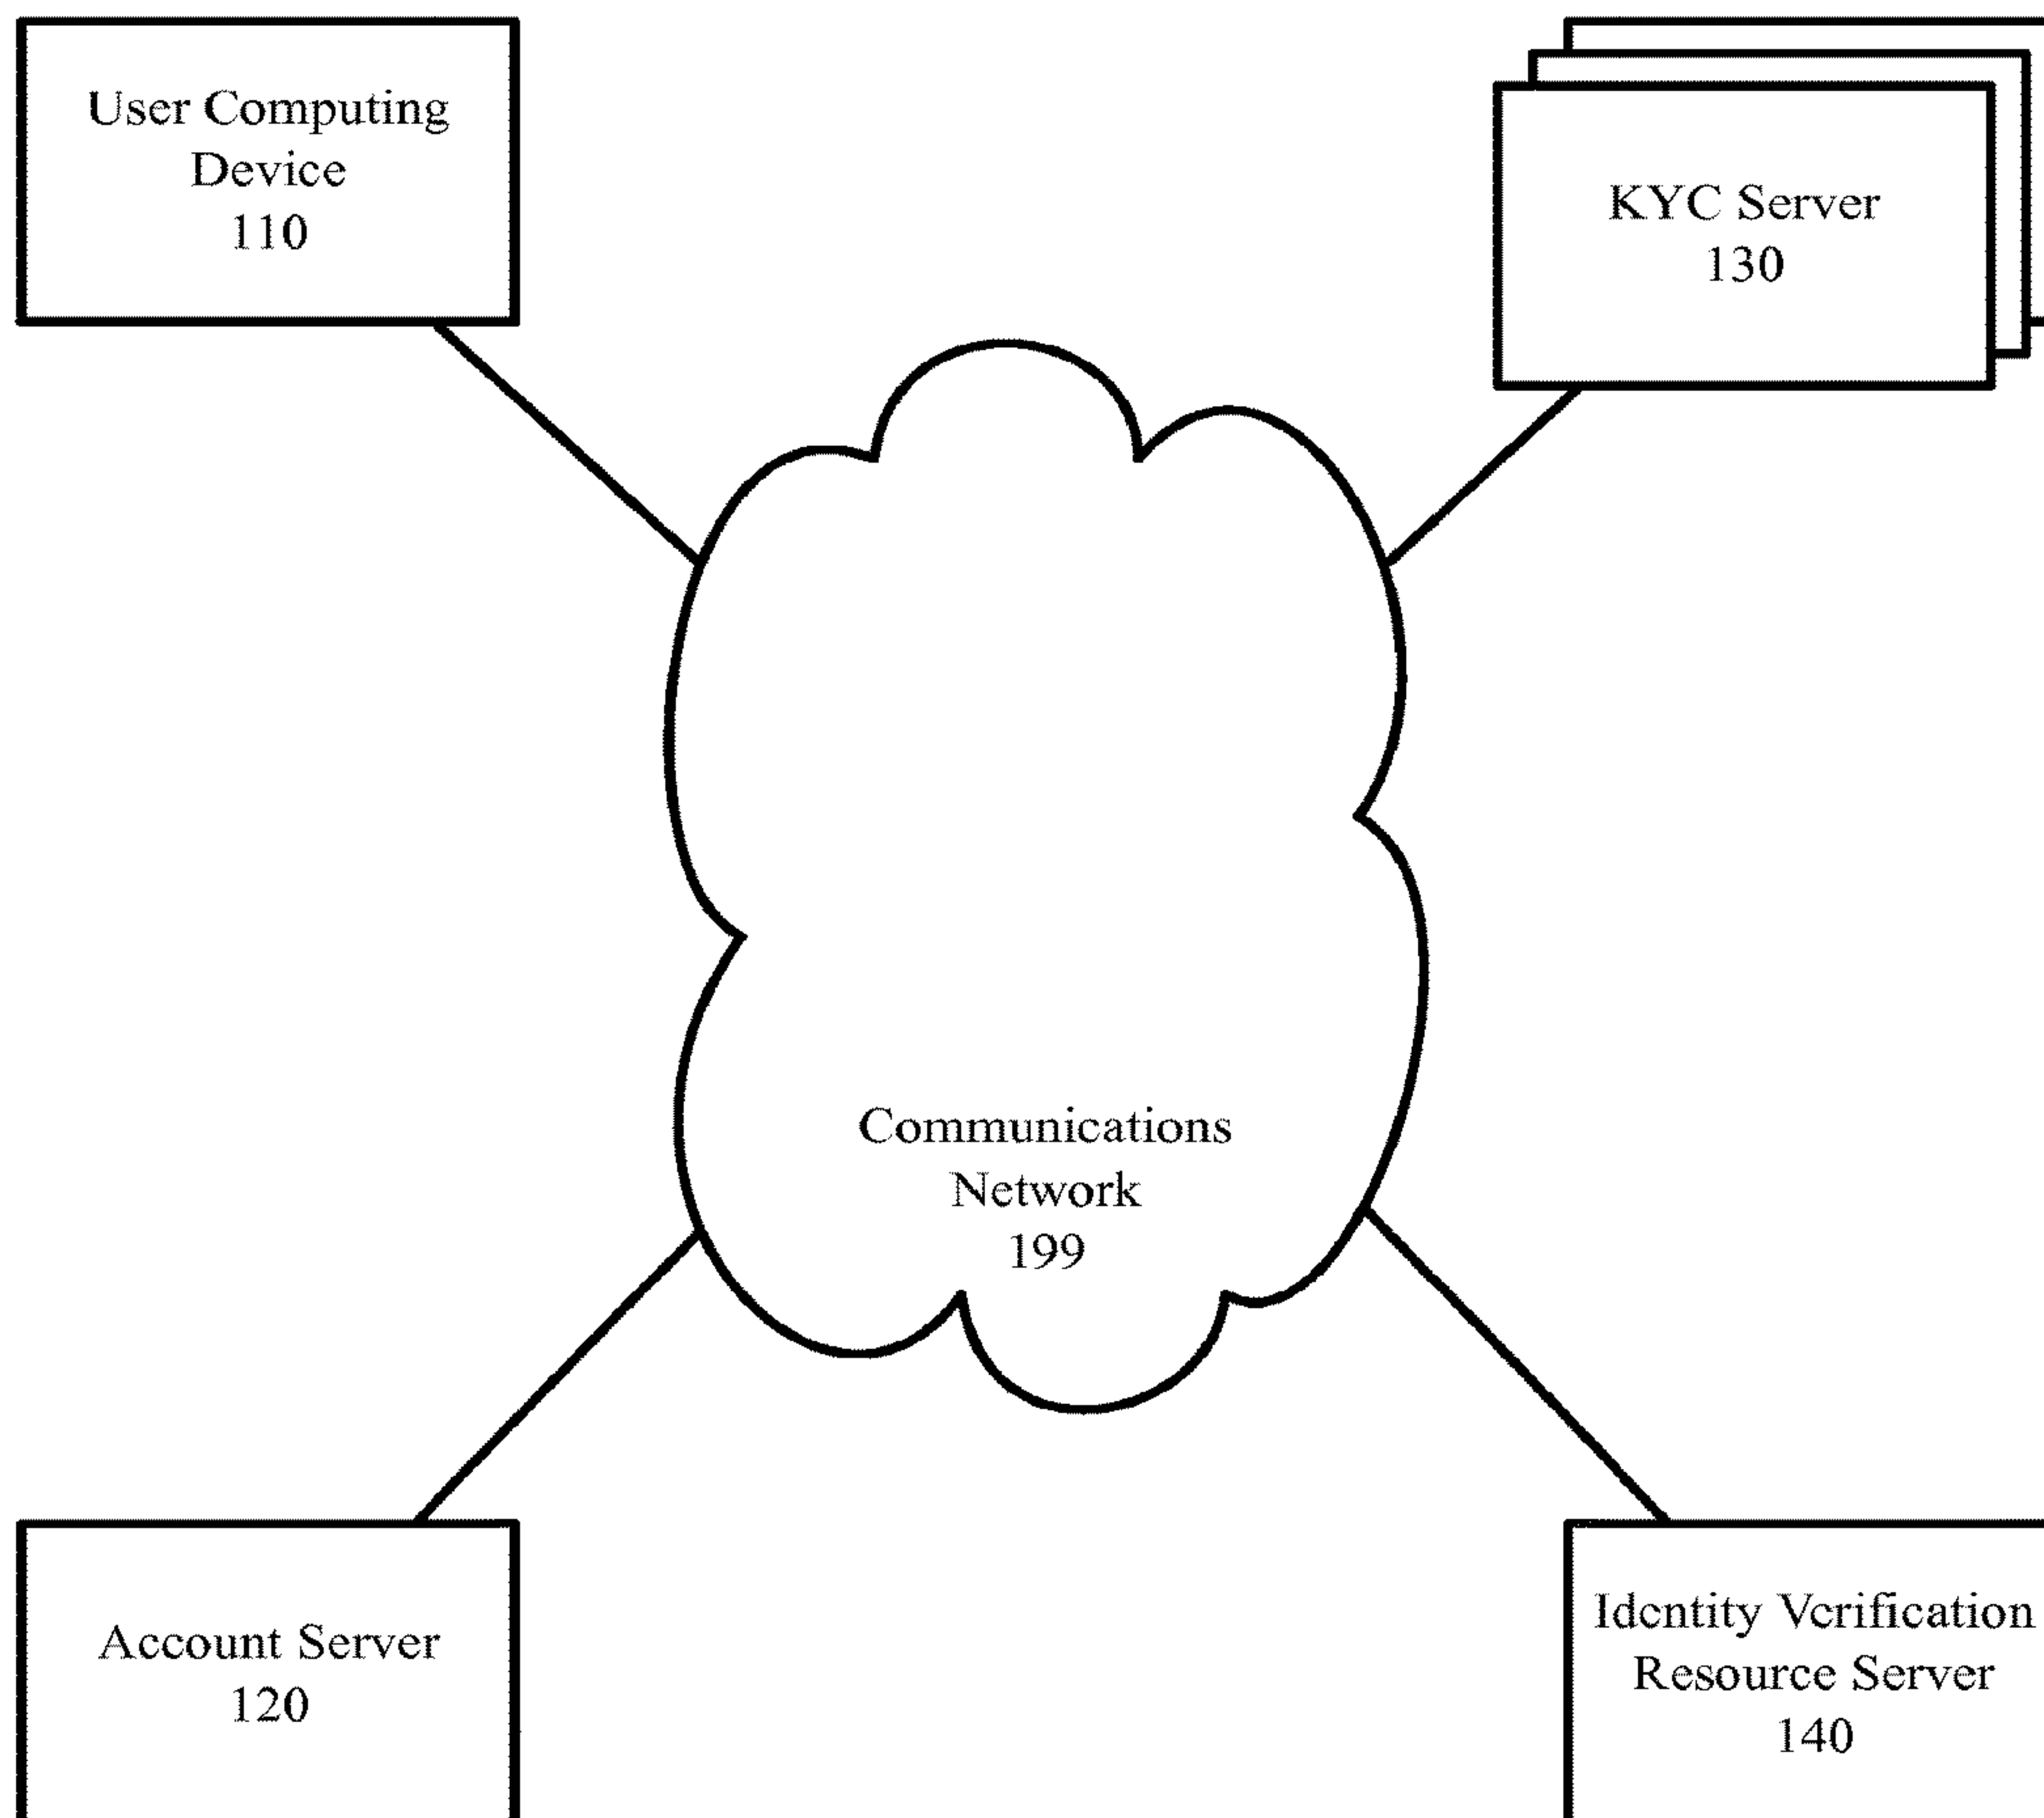 User Computing
Device
110
KYC Server
130
Communications
Network
199
Account Server
120
Identity Verification
Resource Server
140